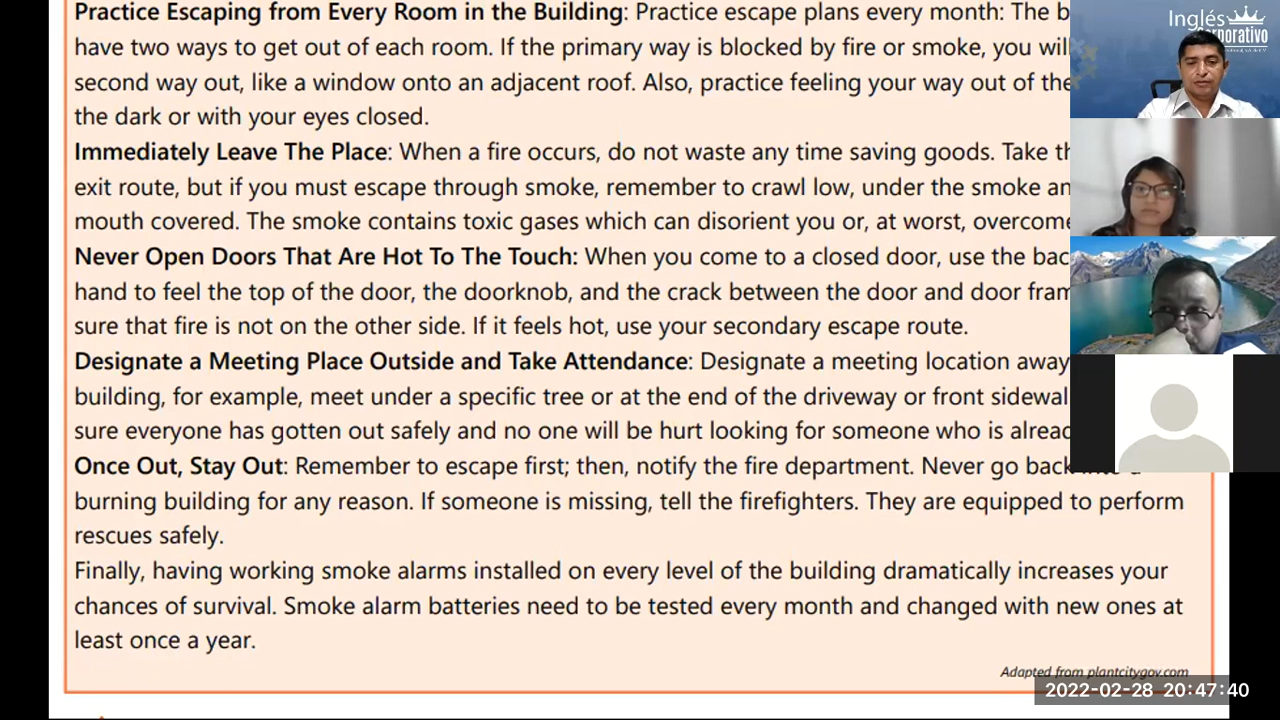 Practice Escaping from Every Room in the Building: Practice escape plans every month: The b
have two ways to get out of each room. If the primary way is blocked by fire or smoke, you wil
second way out, like a window onto an adjacent roof. Also, practice feeling your way out of the
the dark or with your eyes closed.
Immediately Leave The Place: When a fire occurs, do not waste any time saving goods. Take th
exit route, but if you must escape through smoke, remember to crawl low, under the smoke an
mouth covered. The smoke contains toxic gases which can disorient you or, at worst, overcome
Never Open Doors That Are Hot To The Touch: When you come to a closed door, use the bac
hand to feel the top of the door, the doorknob, and the crack between the door and door fram
sure that fire is not on the other side. If it feels hot, use your secondary escape route.
Designate a Meeting Place Outside and Take Attendance: Designate a meeting location away
building, for example, meet under a specific tree or at the end of the driveway or front sidewal
sure everyone has gotten out safely and no one will be hurt looking for someone who is alread
Once Out, Stay Out: Remember to escape first; then, notify the fire department. Never go back into a
burning building for any reason. If someone is missing, tell the firefighters. They are equipped to perform
rescues safely.
Finally, having working smoke alarms installed on every level of the building dramatically increases your
chances of survival. Smoke alarm batteries need to be tested every month and changed with new ones at
least once a year.
Adapted from plantcitygov.com
Inglés
rporativo
2022-02-28 20:47:40